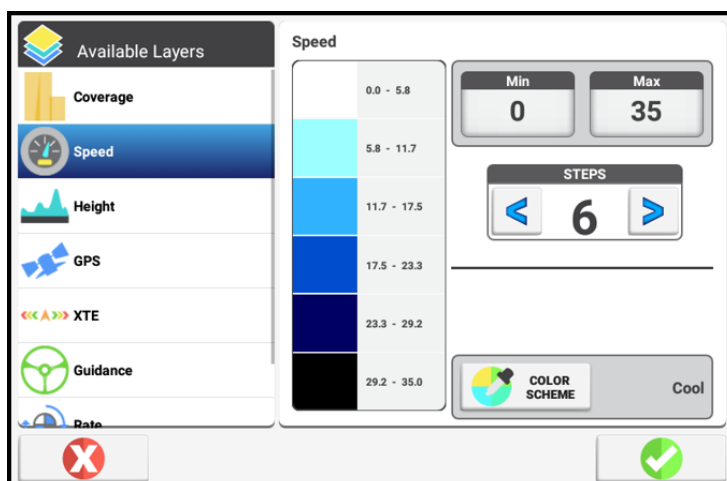 Available Layers
Coverage
Speed
Height
GPS
XTE
Guidance
Rate
Speed
0.0 - 5.8
5.8 - 11.7
11.7 - 17.5
17.5 - 23.3
23.3 - 29.2
29.2 - 35.0
Min
0
Max
35
STEPS
6
COLOR
SCHEME
Cool